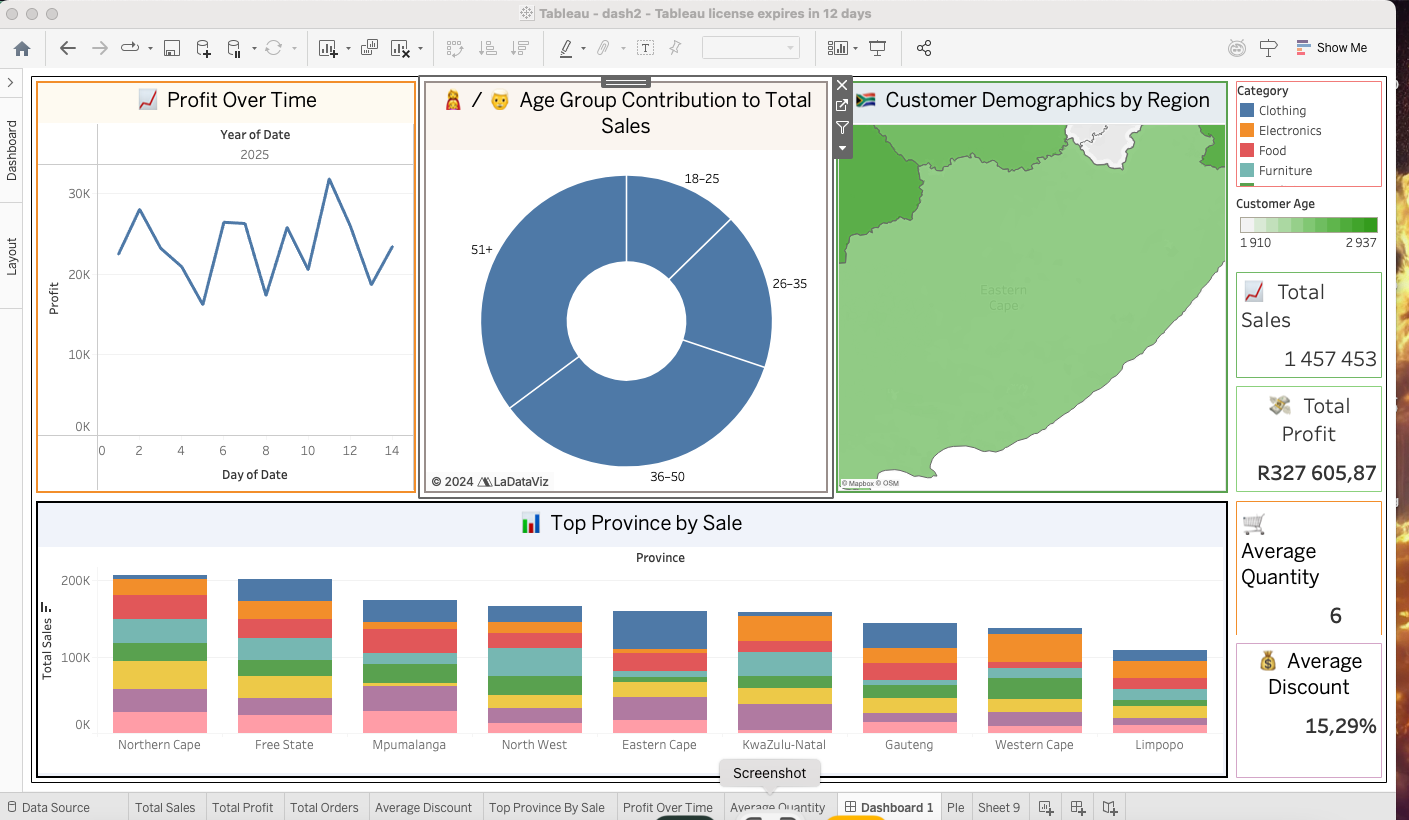 Tableau - dash2 - Tableau license expires in 12 days
Show Me
Dashboard
Layout
Profit Over Time
Year of Date
2025
30K
20K
10K
0K
Profit
0 2 4 6 8 10 12 14
Day of Date
/ Age Group Contribution to Total
Sales
18–25
26–35
36–50
51+
© 2024 LaDataViz
Customer Demographics by Region
Eastern
Cape
© Mapbox © OSM
Category
Clothing
Electronics
Food
Furniture
Customer Age
1 910 2 937
Total
Sales
1 457 453
Total
Profit
R327 605,87
Average
Quantity
6
Average
Discount
15,29%
Top Province by Sale
Province
Total Sales
200K
100K
0K
Northern Cape Free State Mpumalanga North West Eastern Cape KwaZulu-Natal Gauteng Western Cape Limpopo
Screenshot
Data Source Total Sales Total Profit Total Orders Average Discount Top Province By Sale Profit Over Time Average Quantity Dashboard 1 Ple Sheet 9